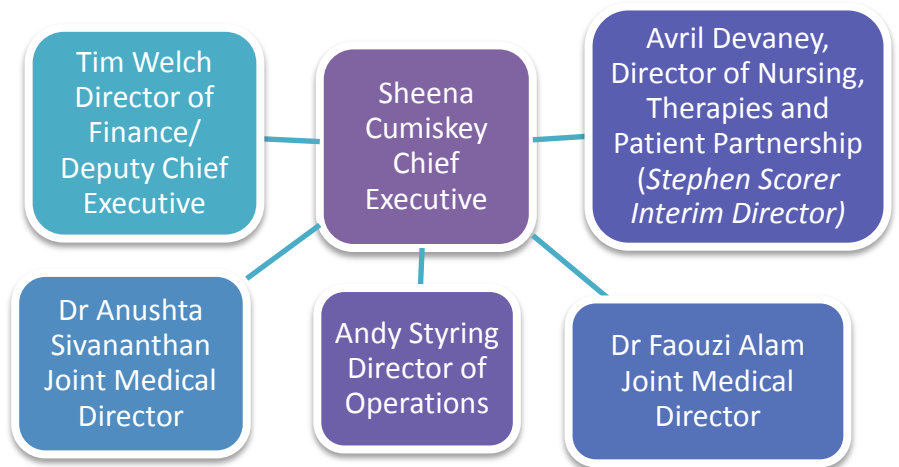 Tim Welch
Director of
Finance/
Deputy Chief
Executive
Sheena
Cumiskey
Chief
Executive
Avril Devaney,
Director of Nursing,
Therapies and
Patient Partnership
(Stephen Scorer
Interim Director)
Dr Anushta
Sivananthan
Joint Medical
Director
Andy Styring
Director of
Operations
Dr Faouzi Alam
Joint Medical
Director